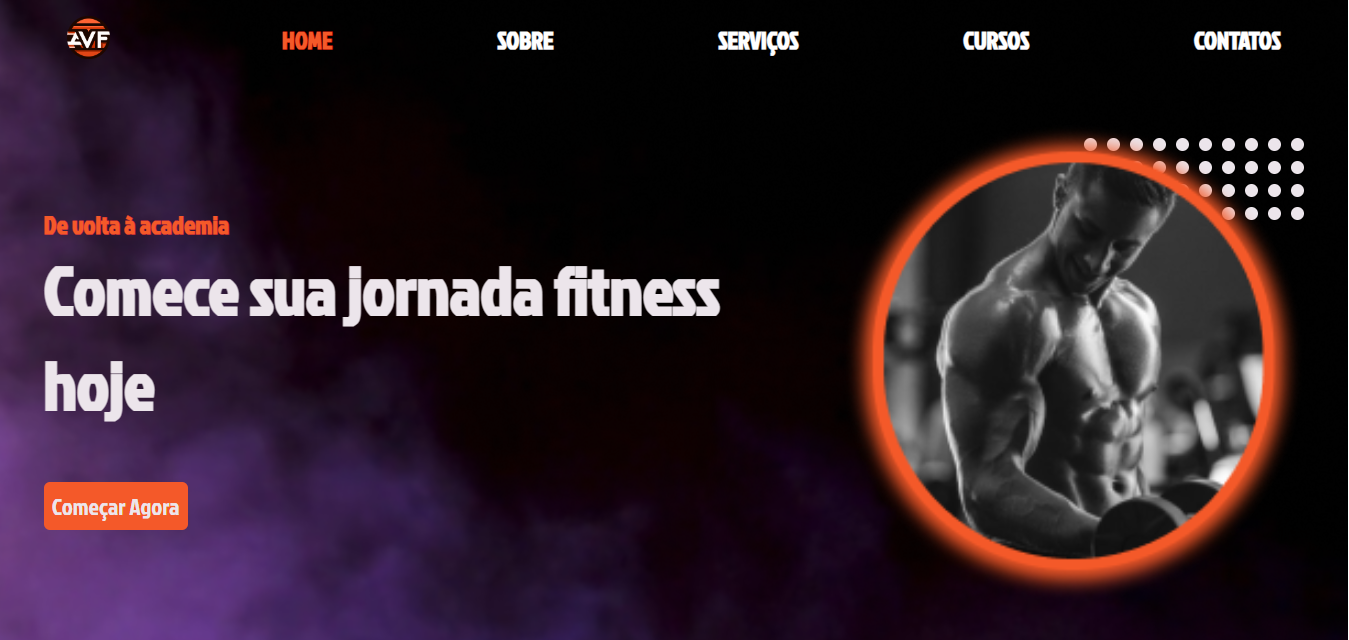 AVF
HOME
SOBRE
SERVIÇOS
CURSOS
CONTATOS
De volta à academia
Comece sua jornada fitness
hoje
Começar Agora